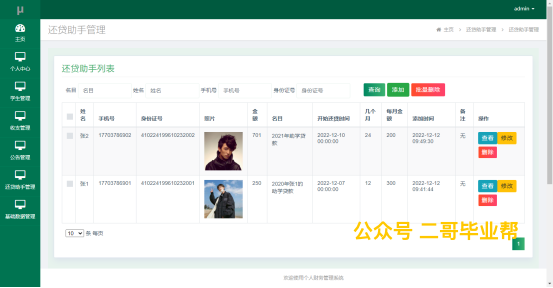 μ
admin
还贷助手管理
主页 > 还贷助手管理 > 还贷助手管理
主页
个人中心
学生管理
收支管理
公告管理
还贷助手管理
基础数据管理
还贷助手列表
名目 名目 姓名 姓名 手机号 手机号 身份证号 身份证号 查询 添加 批量删除
姓名 手机号 身份证号 照片 金额 名目 开始还贷时间 几个月 每月金额 添加时间 备注 操作
张2 17703786902 410224199610232002 701 2021年助学贷款 2022-12-10 00:00:00 24 200 2022-12-12 09:49:30 无 查看 修改 删除
张1 17703786901 410224199610232001 250 2020年张1的助学贷款 2022-12-07 00:00:00 12 300 2022-12-12 09:41:44 无 查看 修改 删除
10 条 每页
公众号 二哥毕业帮
1
欢迎使用个人财务管理系统